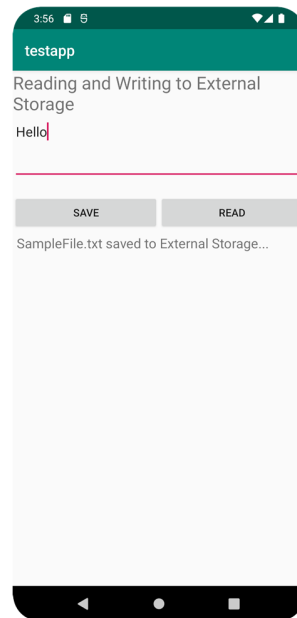 3:56
testapp
Reading and Writing to External
Storage
Hello
SAVE READ
SampleFile.txt saved to External Storage...